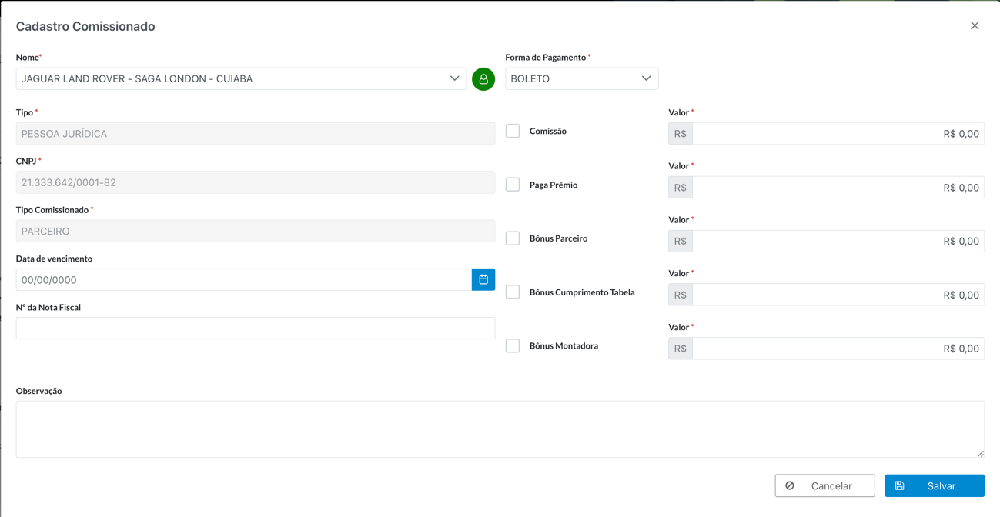 Cadastro Comissionado
Nome*
JAGUAR LAND ROVER - SAGA LONDON - CUIABA
Forma de Pagamento *
BOLETO
Tipo *
PESSOA JURÍDICA
CNPJ *
21.333.642/0001-82
Tipo Comissionado *
PARCEIRO
Data de vencimento
00/00/0000
Nº da Nota Fiscal
Comissão
Valor *
R$ R$ 0,00
Paga Prêmio
Valor *
R$ R$ 0,00
Bônus Parceiro
Valor *
R$ R$ 0,00
Bônus Cumprimento Tabela
Valor *
R$ R$ 0,00
Bônus Montadora
Valor *
R$ R$ 0,00
Observação
Cancelar
Salvar